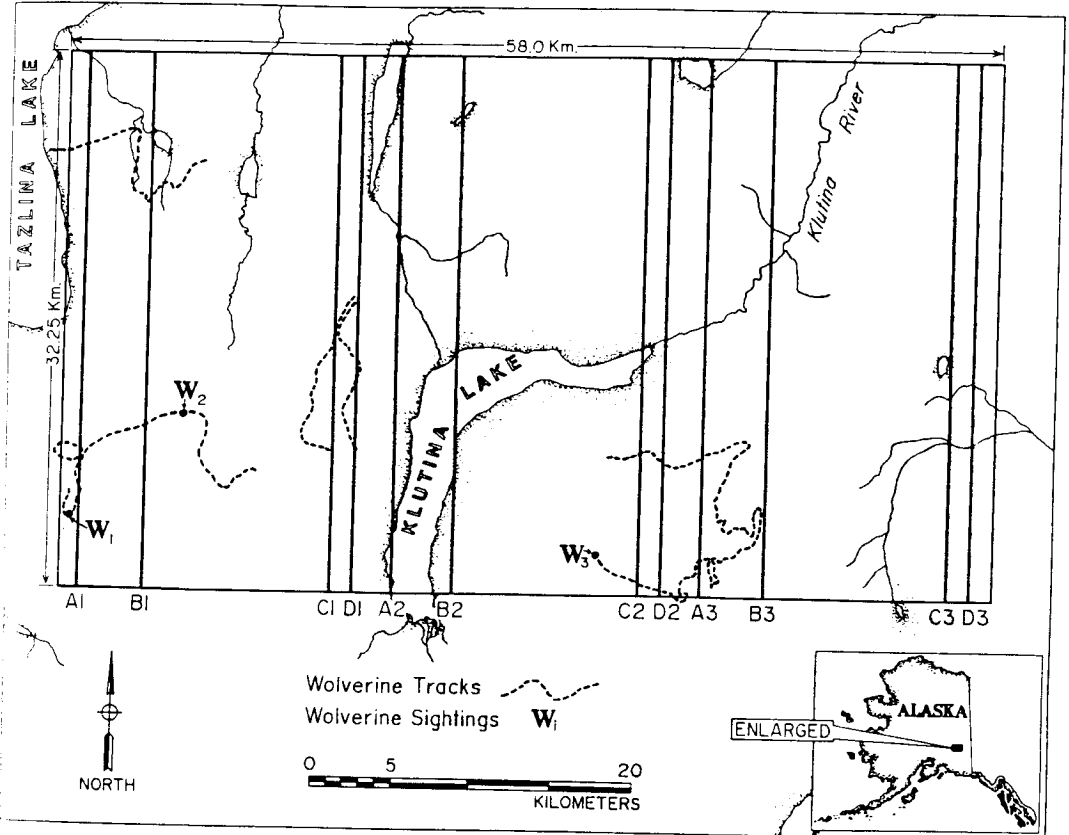 58.0 Km.
TAZLINA LAKE
Klutina River
32.25 Km.
W2
KLUTINA LAKE
W1
W3
A1 B1 C1 D1 A2 B2 C2 D2 A3 B3 C3 D3
Wolverine Tracks
Wolverine Sightings Wi
NORTH
0 5 20
KILOMETERS
ALASKA
ENLARGED